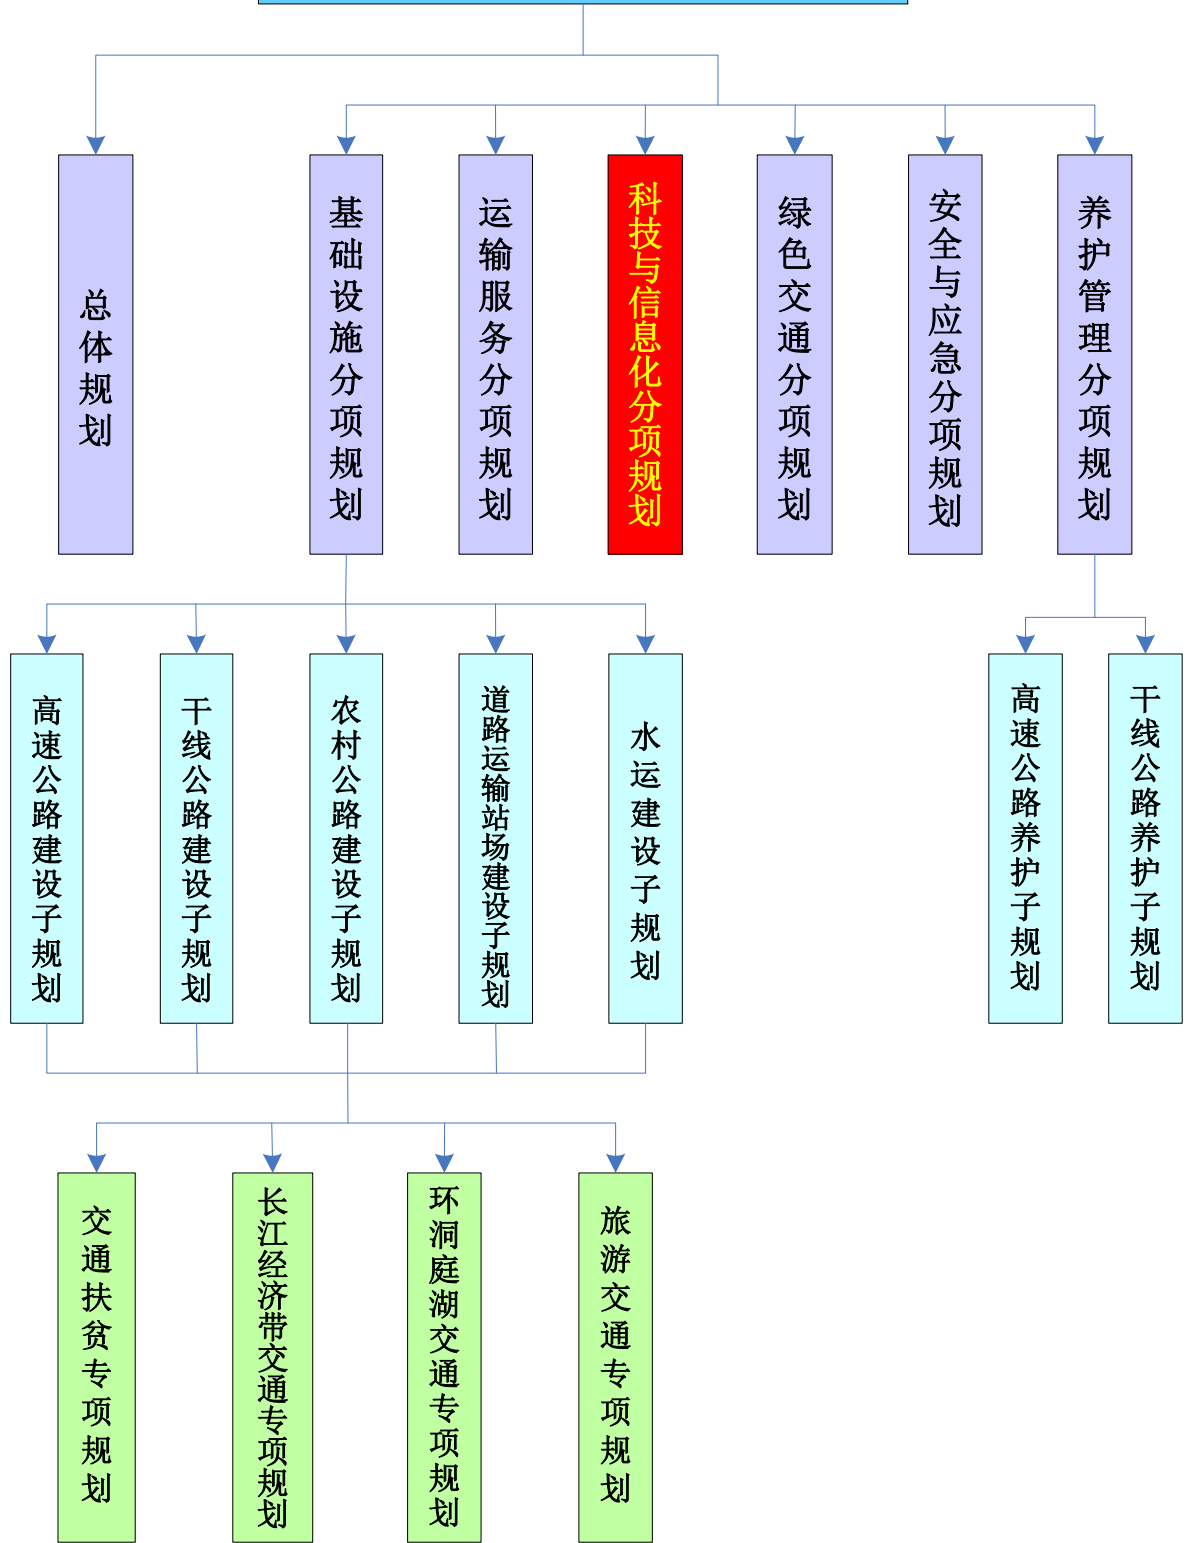 总体规划
基础设施分项规划
运输服务分项规划
科技与信息化分项规划
绿色交通分项规划
安全与应急分项规划
养护管理分项规划
高速公路建设子规划
干线公路建设子规划
农村公路建设子规划
道路运输站场建设子规划
水运建设子规划
高速公路养护子规划
干线公路养护子规划
交通扶贫专项规划
长江经济带交通专项规划
环洞庭湖交通专项规划
旅游交通专项规划